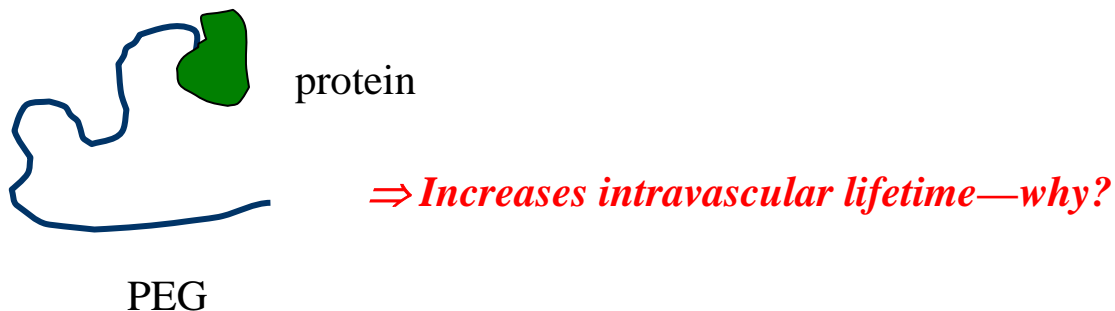 protein
⇒ Increases intravascular lifetime—why?
PEG